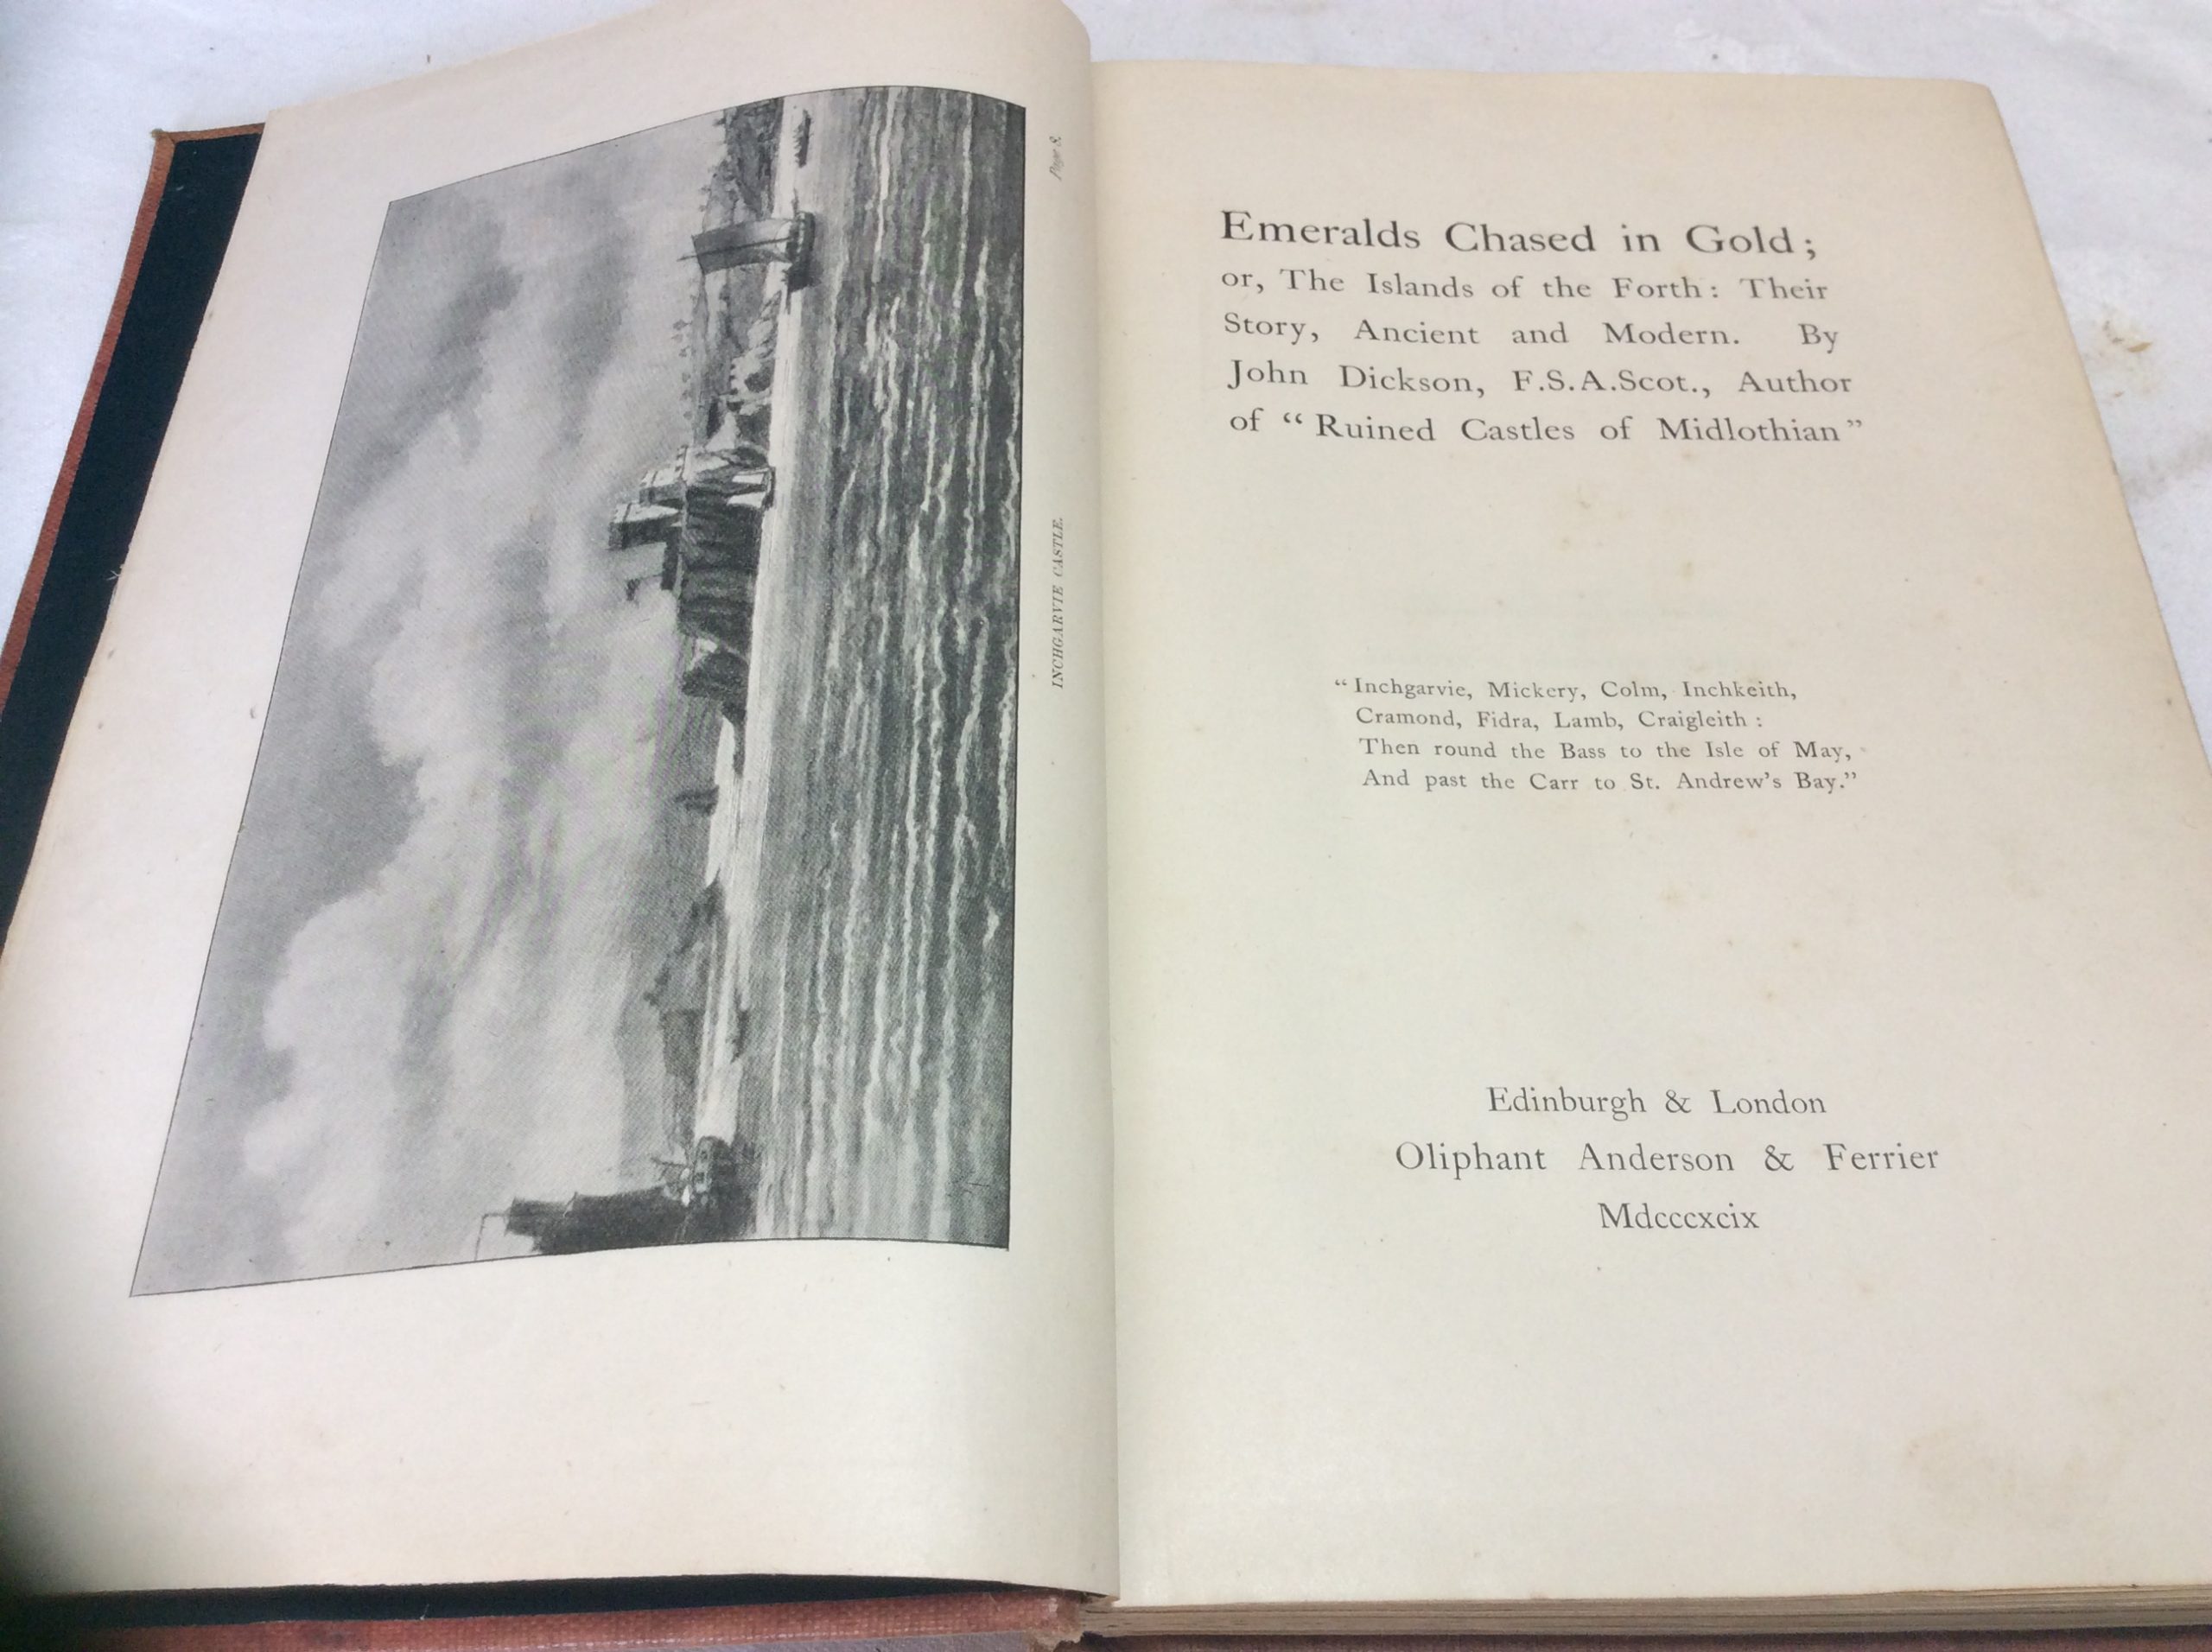 Page 8.
INCHGARVIE CASTLE.
Emeralds Chased in Gold;
or, The Islands of the Forth: Their
Story, Ancient and Modern. By
John Dickson, F.S.A.Scot., Author
of “Ruined Castles of Midlothian”
“Inchgarvie, Mickery, Colm, Inchkeith,
Cramond, Fidra, Lamb, Craigleith:
Then round the Bass to the Isle of May,
And past the Carr to St. Andrew’s Bay.”
Edinburgh & London
Oliphant Anderson & Ferrier
Mdcccxcix